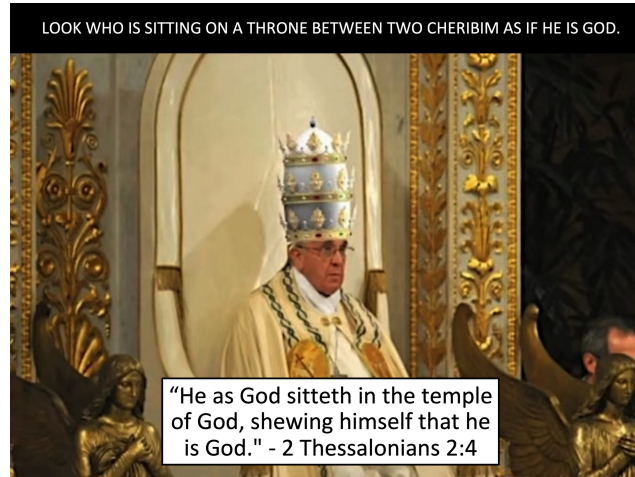 LOOK WHO IS SITTING ON A THRONE BETWEEN TWO CHERIBIM AS IF HE IS GOD.
“He as God sitteth in the temple
of God, shewing himself that he
is God." - 2 Thessalonians 2:4